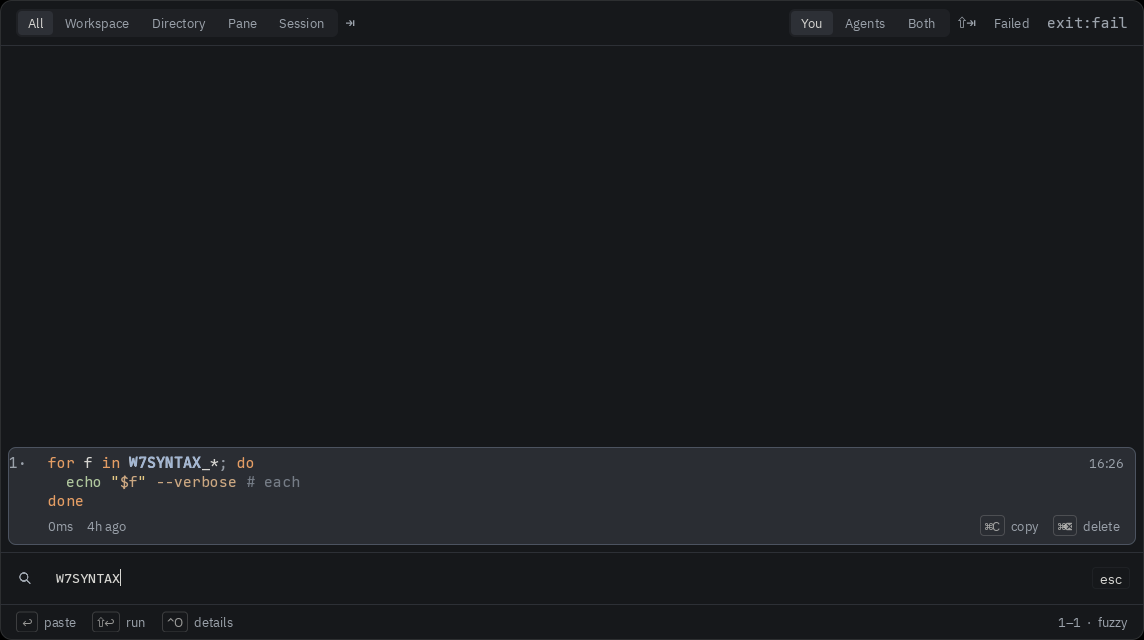 All Workspace Directory Pane Session ⇥ You Agents Both ⇧⇥ Failed exit:fail
1· for f in W7SYNTAX_*; do 16:26
echo "$f" --verbose # each
done
0ms 4h ago ⌘C copy ⌘⌫ delete
W7SYNTAX esc
↩ paste ⇧↩ run ^O details 1–1 · fuzzy